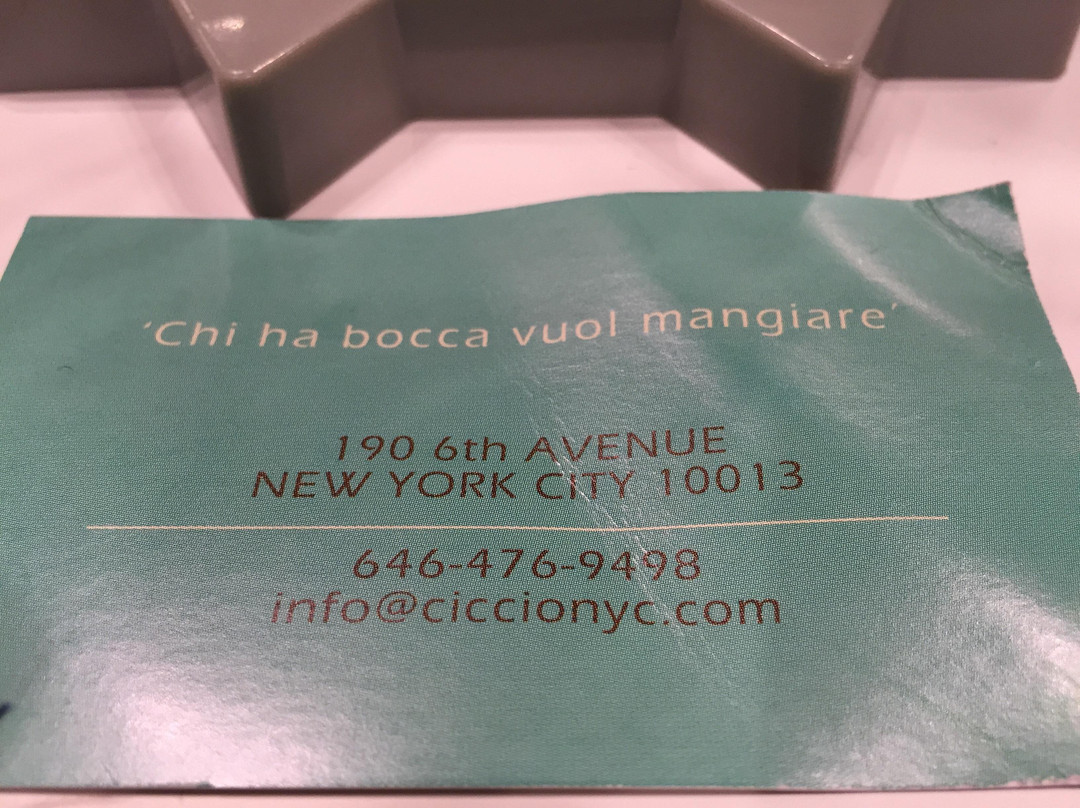 ‘Chi ha bocca vuol mangiare’
190 6th AVENUE
NEW YORK CITY 10013
646-476-9498
info@ciccionyc.com